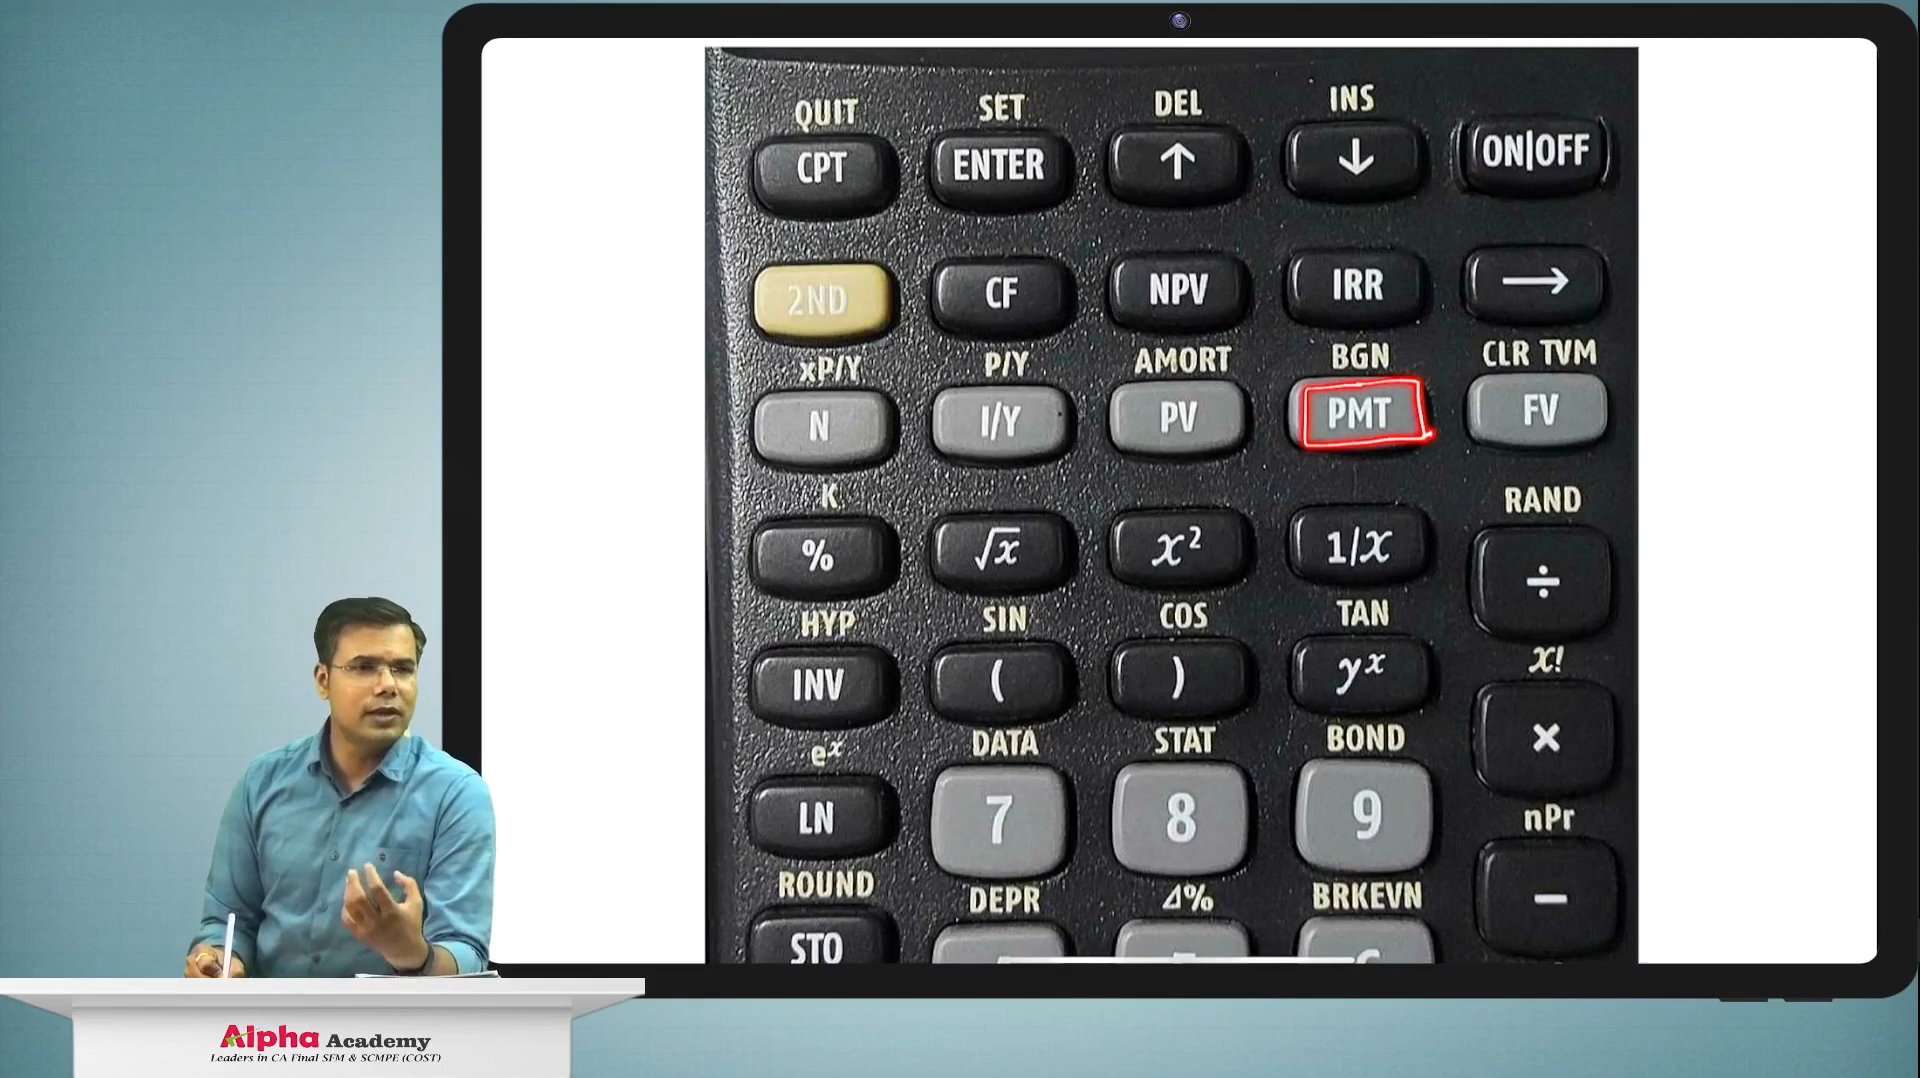 QUIT SET DEL INS
CPT ENTER ↑ ↓ ON|OFF
2ND CF NPV IRR →
xP/Y P/Y AMORT BGN CLR TVM
N I/Y PV PMT FV
K RAND
% √x x² 1/x ÷
HYP SIN COS TAN x!
INV ( ) yˣ ×
eˣ DATA STAT BOND nPr
LN 7 8 9 −
ROUND DEPR Δ% BRKEVN
STO
Alpha Academy
Leaders in CA Final SFM & SCMPE (COST)